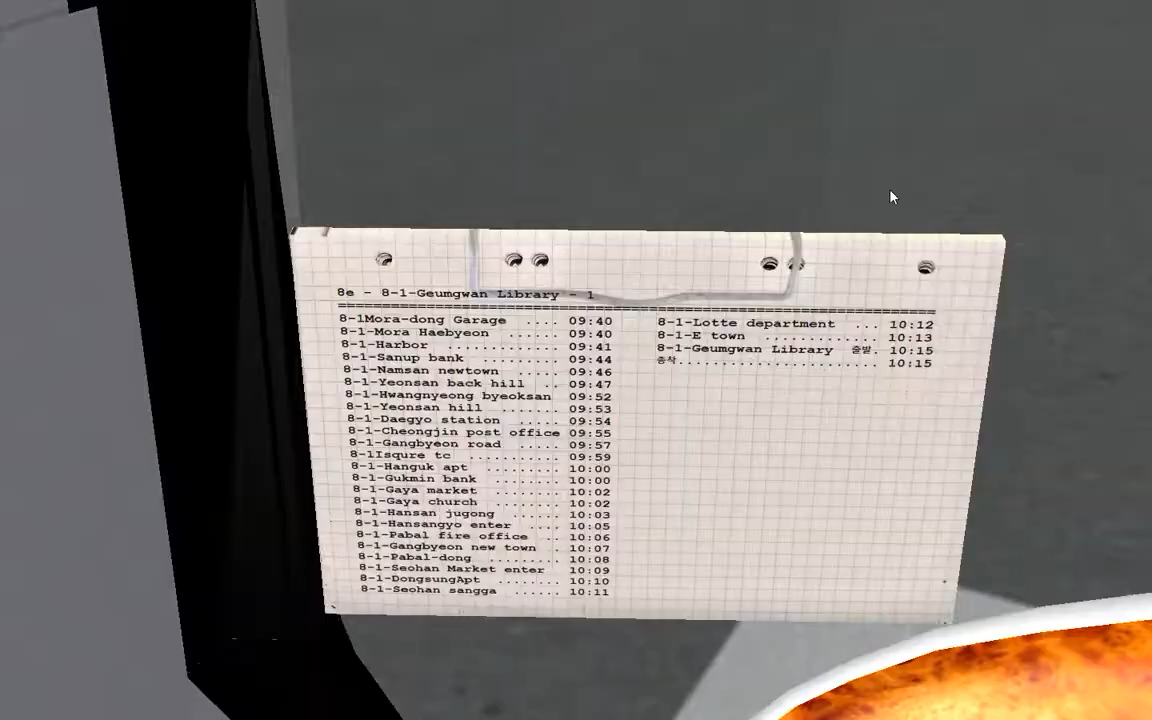 8e - 8-1-Geumgwan Library - 1
8-1Mora-dong Garage .... 09:40
8-1-Mora Haebyeon ...... 09:40
8-1-Harbor ............. 09:41
8-1-Sanup bank ......... 09:44
8-1-Namsan newtown ..... 09:46
8-1-Yeonsan back hill .. 09:47
8-1-Hwangnyeong byeoksan 09:52
8-1-Yeonsan hill ....... 09:53
8-1-Daegyo station ..... 09:54
8-1-Cheongjin post office 09:55
8-1-Gangbyeon road ..... 09:57
8-1Isqure tc .......... 09:59
8-1-Hanguk apt ......... 10:00
8-1-Gukmin bank ........ 10:00
8-1-Gaya market ........ 10:02
8-1-Gaya church ........ 10:02
8-1-Hansan jugong ...... 10:03
8-1-Hansangyo enter .... 10:05
8-1-Pabal fire office .. 10:06
8-1-Gangbyeon new town . 10:07
8-1-Pabal-dong ......... 10:08
8-1-Seohan Market enter 10:09
8-1-DongsungApt ........ 10:10
8-1-Seohan sangga ...... 10:11
8-1-Lotte department ... 10:12
8-1-E town ............. 10:13
8-1-Geumgwan Library 출발. 10:15
종착....................... 10:15